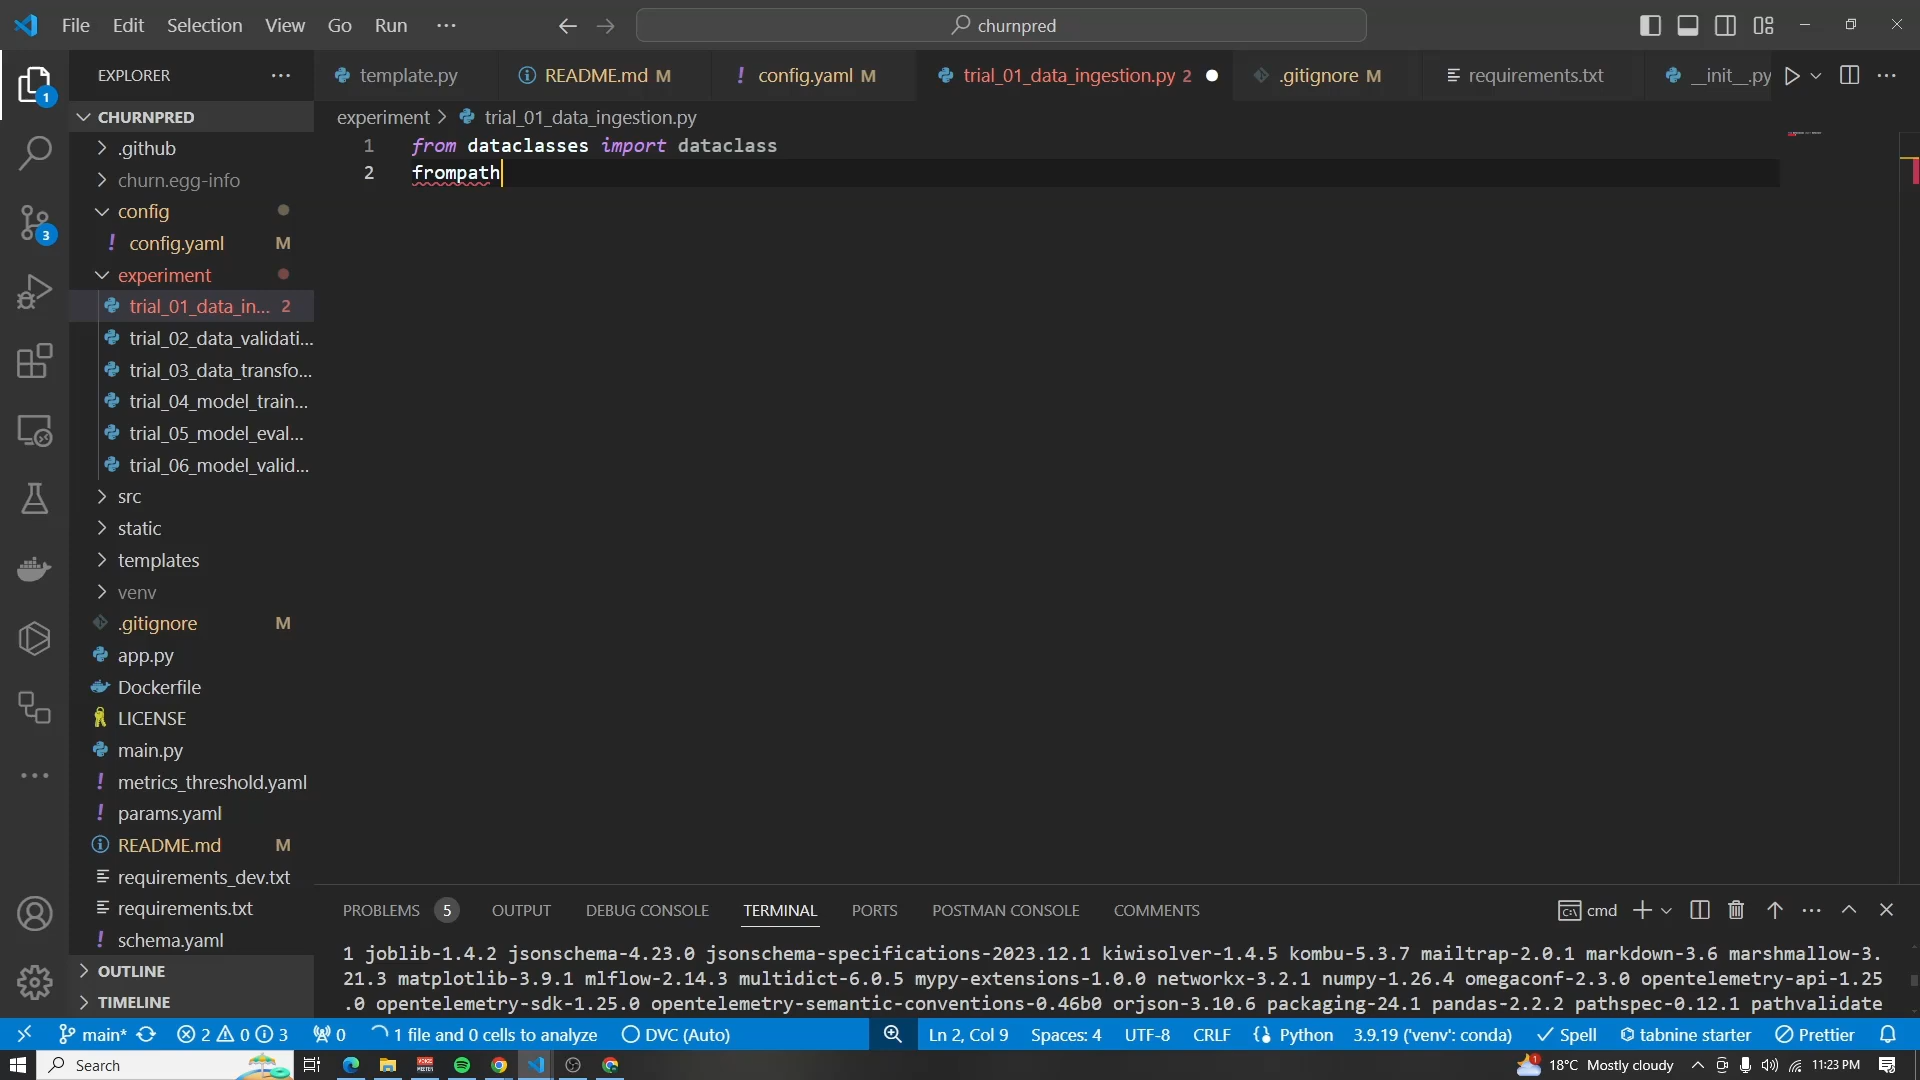 File Edit Selection View Go Run ···
churnpred
EXPLORER ···
template.py
README.md M
config.yaml M
trial_01_data_ingestion.py 2
.gitignore M
requirements.txt
__init__.py
CHURNPRED
.github
churn.egg-info
config
config.yaml M
experiment
trial_01_data_in... 2
trial_02_data_validati...
trial_03_data_transfo...
trial_04_model_train...
trial_05_model_eval...
trial_06_model_valid...
src
static
templates
venv
.gitignore M
app.py
Dockerfile
LICENSE
main.py
metrics_threshold.yaml
params.yaml
README.md M
requirements_dev.txt
requirements.txt
schema.yaml
OUTLINE
TIMELINE
1
3
experiment > trial_01_data_ingestion.py
1 from dataclasses import dataclass
2 frompath
PROBLEMS 5 OUTPUT DEBUG CONSOLE TERMINAL PORTS POSTMAN CONSOLE COMMENTS
cmd
1 joblib-1.4.2 jsonschema-4.23.0 jsonschema-specifications-2023.12.1 kiwisolver-1.4.5 kombu-5.3.7 mailtrap-2.0.1 markdown-3.6 marshmallow-3.
21.3 matplotlib-3.9.1 mlflow-2.14.3 multidict-6.0.5 mypy-extensions-1.0.0 networkx-3.2.1 numpy-1.26.4 omegaconf-2.3.0 opentelemetry-api-1.25
.0 opentelemetry-sdk-1.25.0 opentelemetry-semantic-conventions-0.46b0 orjson-3.10.6 packaging-24.1 pandas-2.2.2 pathspec-0.12.1 pathvalidate
main* 2 0 3 0 1 file and 0 cells to analyze DVC (Auto) Ln 2, Col 9 Spaces: 4 UTF-8 CRLF Python 3.9.19 ('venv': conda) Spell tabnine starter Prettier
Search 18°C Mostly cloudy 11:23 PM